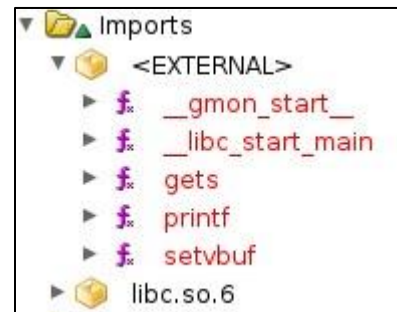 Imports
<EXTERNAL>
__gmon_start__
__libc_start_main
gets
printf
setvbuf
libc.so.6